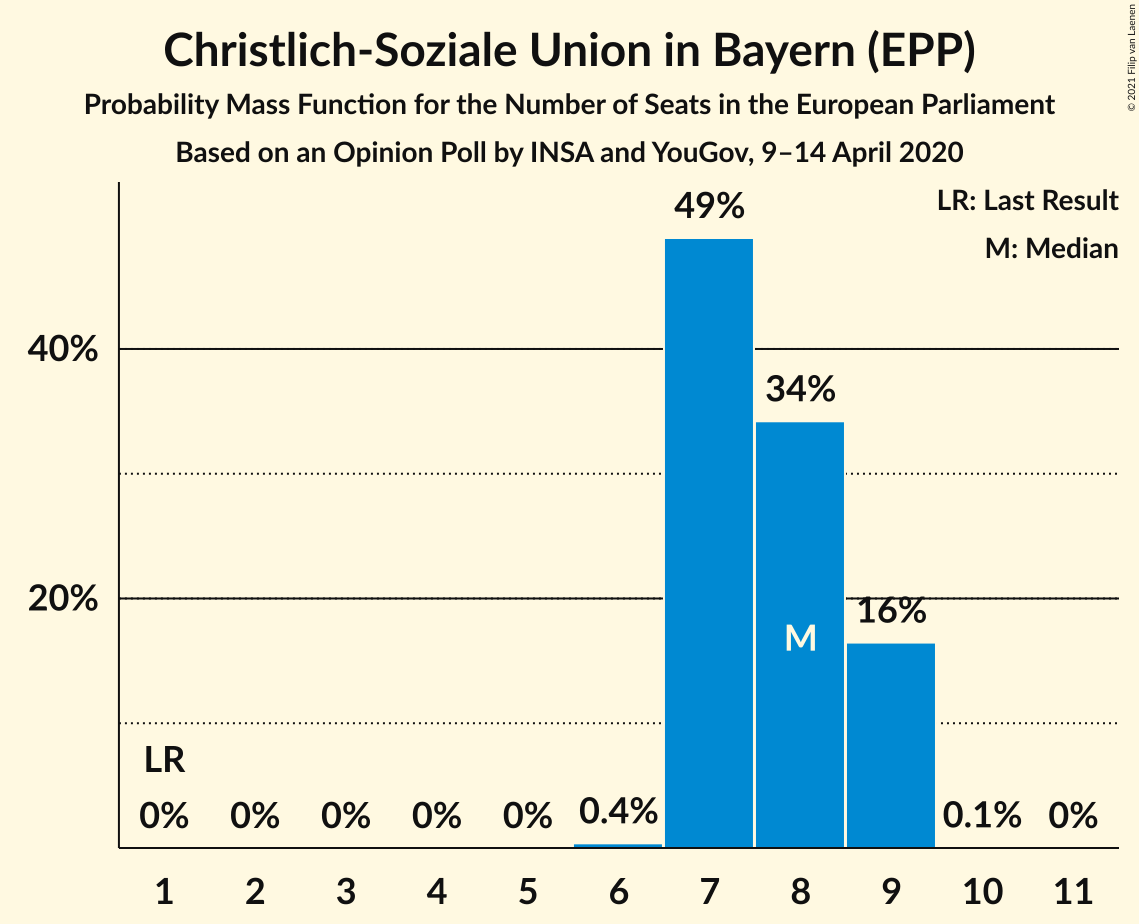 Christlich-Soziale Union in Bayern (EPP)
Probability Mass Function for the Number of Seats in the European Parliament
Based on an Opinion Poll by INSA and YouGov, 9–14 April 2020
© 2021 Filip van Laenen
LR: Last Result
M: Median
49%
40%
34%
20%
16%
M
LR
0% 0% 0% 0% 0% 0.4% 0.1% 0%
1 2 3 4 5 6 7 8 9 10 11